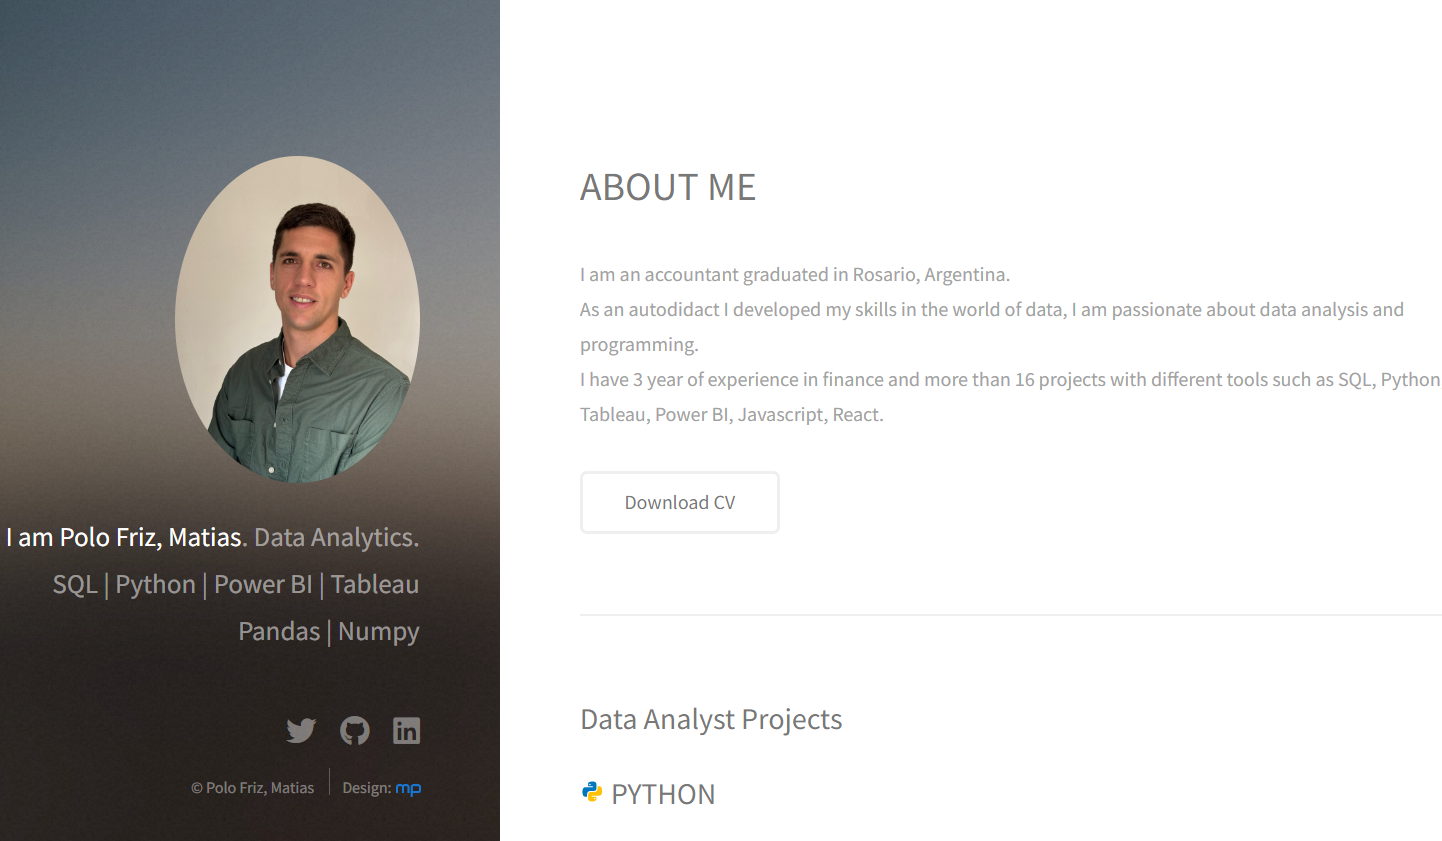 I am Polo Friz, Matias. Data Analytics.
SQL | Python | Power BI | Tableau
Pandas | Numpy
© Polo Friz, Matias | Design: mp
ABOUT ME
I am an accountant graduated in Rosario, Argentina.
As an autodidact I developed my skills in the world of data, I am passionate about data analysis and
programming.
I have 3 year of experience in finance and more than 16 projects with different tools such as SQL, Python
Tableau, Power BI, Javascript, React.
Download CV
Data Analyst Projects
PYTHON